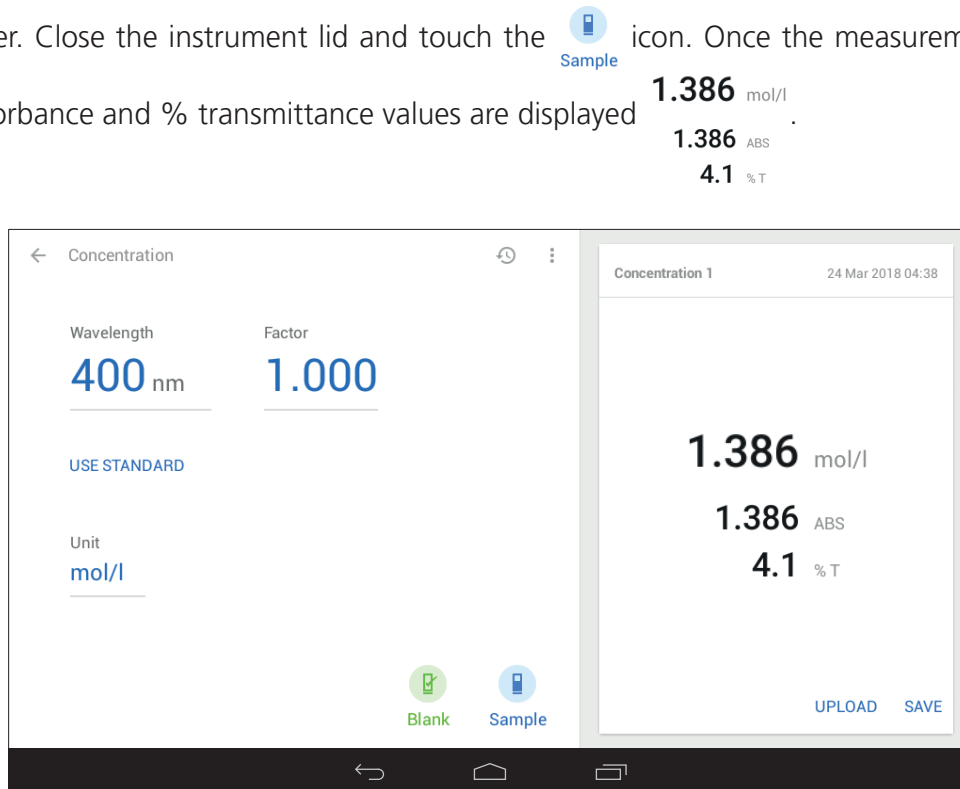 er. Close the instrument lid and touch the Sample icon. Once the measurem
orbance and % transmittance values are displayed 1.386 mol/l
1.386 ABS
4.1 % T
.
Concentration
Concentration 1 24 Mar 2018 04:38
Wavelength Factor
400 nm 1.000
USE STANDARD
Unit
mol/l
Blank Sample
1.386 mol/l
1.386 ABS
4.1 % T
UPLOAD SAVE